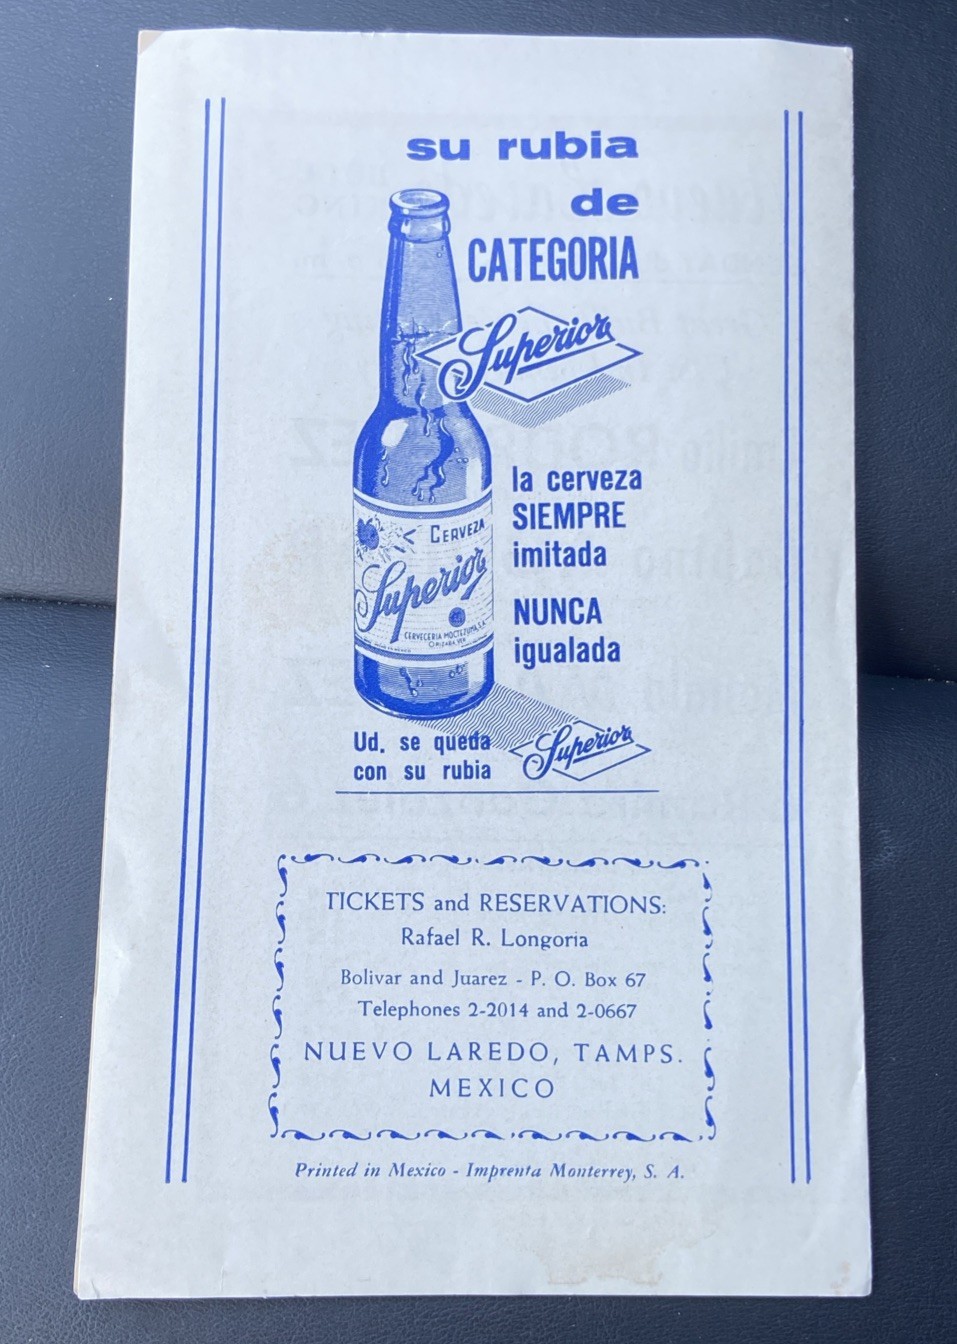 su rubia
de
CATEGORIA
Superior
la cerveza
SIEMPRE
imitada
NUNCA
igualada
CERVEZA
Superior
CERVECERIA MOCTEZUMA, S.A.
ORIZABA, VER.
Ud. se queda
con su rubia
Superior
TICKETS and RESERVATIONS:
Rafael R. Longoria
Bolivar and Juarez - P. O. Box 67
Telephones 2-2014 and 2-0667
NUEVO LAREDO, TAMPS.
MEXICO
Printed in Mexico - Imprenta Monterrey, S. A.